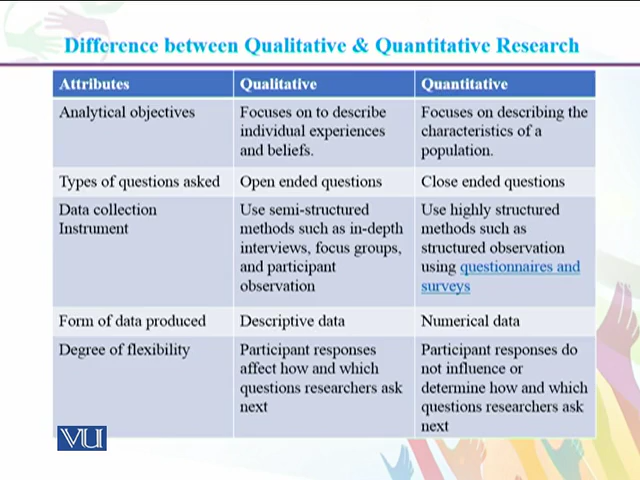 Difference between Qualitative & Quantitative Research
Attributes
Qualitative
Quantitative
Analytical objectives
Focuses on to describe
individual experiences
and beliefs.
Focuses on describing the
characteristics of a
population.
Types of questions asked
Open ended questions
Close ended questions
Data collection
Instrument
Use semi-structured
methods such as in-depth
interviews, focus groups,
and participant
observation
Use highly structured
methods such as
structured observation
using questionnaires and
surveys
Form of data produced
Descriptive data
Numerical data
Degree of flexibility
Participant responses
affect how and which
questions researchers ask
next
Participant responses do
not influence or
determine how and which
questions researchers ask
next
VU